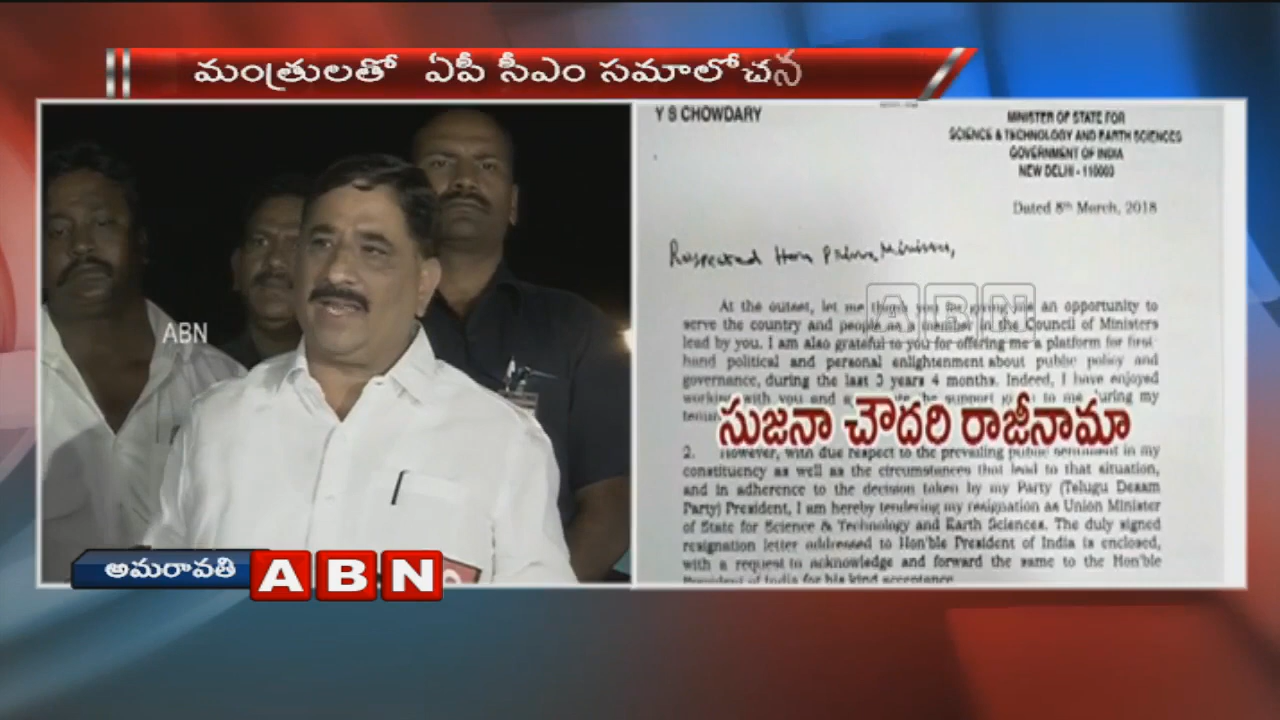 మంత్రులతో ఏపీ సీఎం సమాలోచన
ABN
అమరావతి
ABN
Y S CHOWDARY
MINISTER OF STATE FOR
SCIENCE & TECHNOLOGY AND EARTH SCIENCES
GOVERNMENT OF INDIA
NEW DELHI - 110003
Dated 8th March, 2018
Respected Hon Prime Minister,
At the outset, let me thank you for giving me an opportunity to
serve the country and people as a member in the Council of Ministers
lead by you. I am also grateful to you for offering me a platform for first-
hand political and personal enlightenment about public policy and
governance, during the last 3 years 4 months. Indeed, I have enjoyed
working with you and the support to me during my
ABN
సుజనా చౌదరి రాజీనామా
2. However, with due respect to the prevailing public sentiment in my
constituency as well as the circumstances that lead to that situation,
and in adherence to the decision taken by my Party (Telugu Desam
Party) President, I am hereby tendering my resignation as Union Minister
of State for Science & Technology and Earth Sciences. The duly signed
resignation letter addressed to Hon'ble President of India is enclosed,
with a request to acknowledge and forward the same to the Hon'ble
President of India for his kind acceptance.